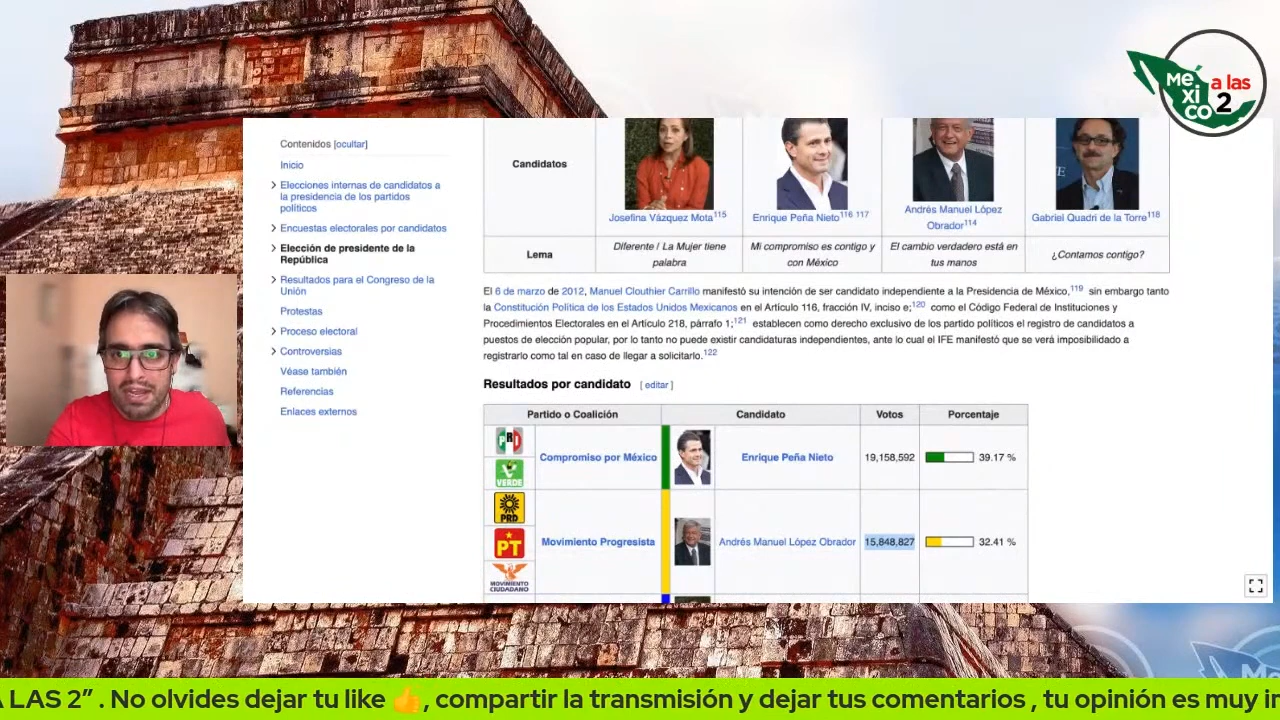 Mé
xi
co
a las
2
Contenidos [ocultar]
Inicio
Elecciones internas de candidatos a
la presidencia de los partidos
políticos
Encuestas electorales por candidatos
Elección de presidente de la
República
Resultados para el Congreso de la
Unión
Protestas
Proceso electoral
Controversias
Véase también
Referencias
Enlaces externos
Candidatos
Josefina Vázquez Mota115
Enrique Peña Nieto116 117
Andrés Manuel López
Obrador114
Gabriel Quadri de la Torre118
Lema
Diferente / La Mujer tiene
palabra
Mi compromiso es contigo y
con México
El cambio verdadero está en
tus manos
¿Contamos contigo?
El 6 de marzo de 2012, Manuel Clouthier Carrillo manifestó su intención de ser candidato independiente a la Presidencia de México,119 sin embargo tanto
la Constitución Política de los Estados Unidos Mexicanos en el Artículo 116, fracción IV, inciso e;120 como el Código Federal de Instituciones y
Procedimientos Electorales en el Artículo 218, párrafo 1;121 establecen como derecho exclusivo de los partido políticos el registro de candidatos a
puestos de elección popular, por lo tanto no puede existir candidaturas independientes, ante lo cual el IFE manifestó que se verá imposibilitado a
registrarlo como tal en caso de llegar a solicitarlo.122
Resultados por candidato [ editar ]
Partido o Coalición Candidato Votos Porcentaje
PRI
VERDE
Compromiso por México Enrique Peña Nieto 19,158,592 39.17 %
PRD
PT
MOVIMIENTO
CIUDADANO
Movimiento Progresista Andrés Manuel López Obrador 15,848,827 32.41 %
A LAS 2” . No olvides dejar tu like 👍, compartir la transmisión y dejar tus comentarios , tu opinión es muy